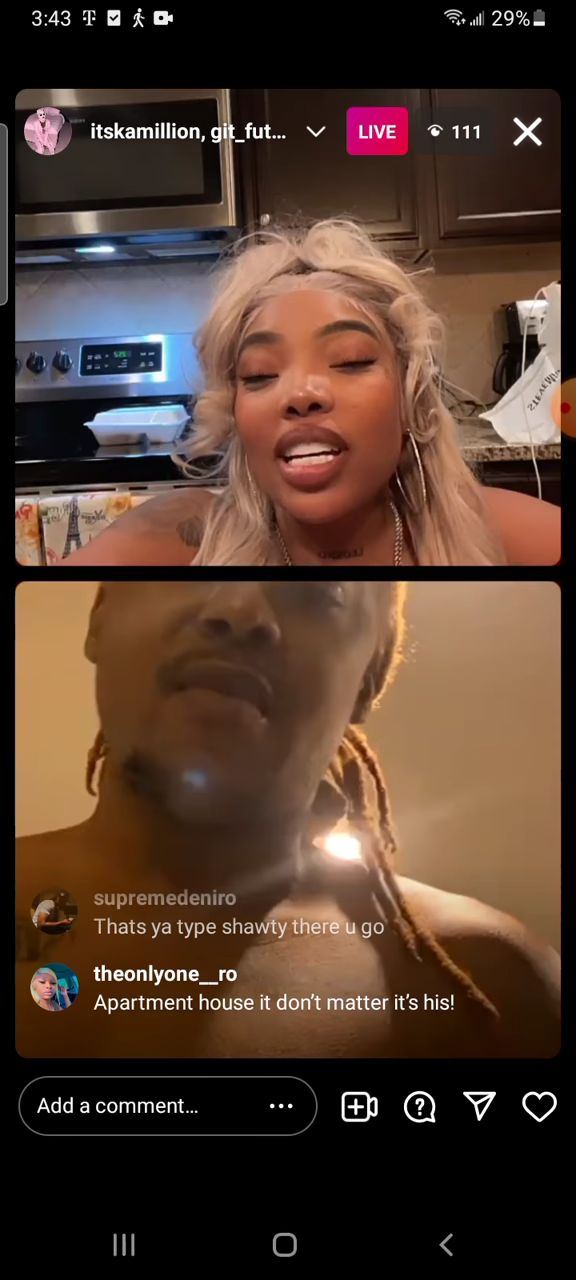 3:43
29%
itskamillion, git_fut...
LIVE
111
supremedeniro
Thats ya type shawty there u go
theonlyone__ro
Apartment house it don't matter it's his!
Add a comment...